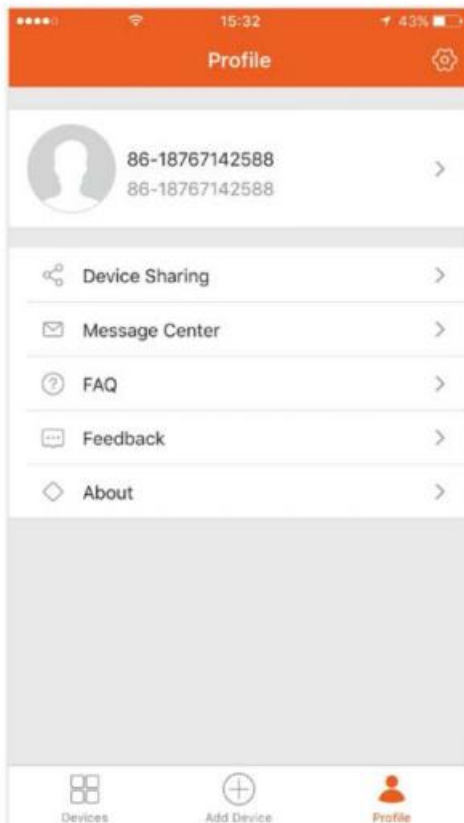 15:32
43%
Profile
86-18767142588
86-18767142588
Device Sharing
Message Center
FAQ
Feedback
About
Devices
Add Device
Profile